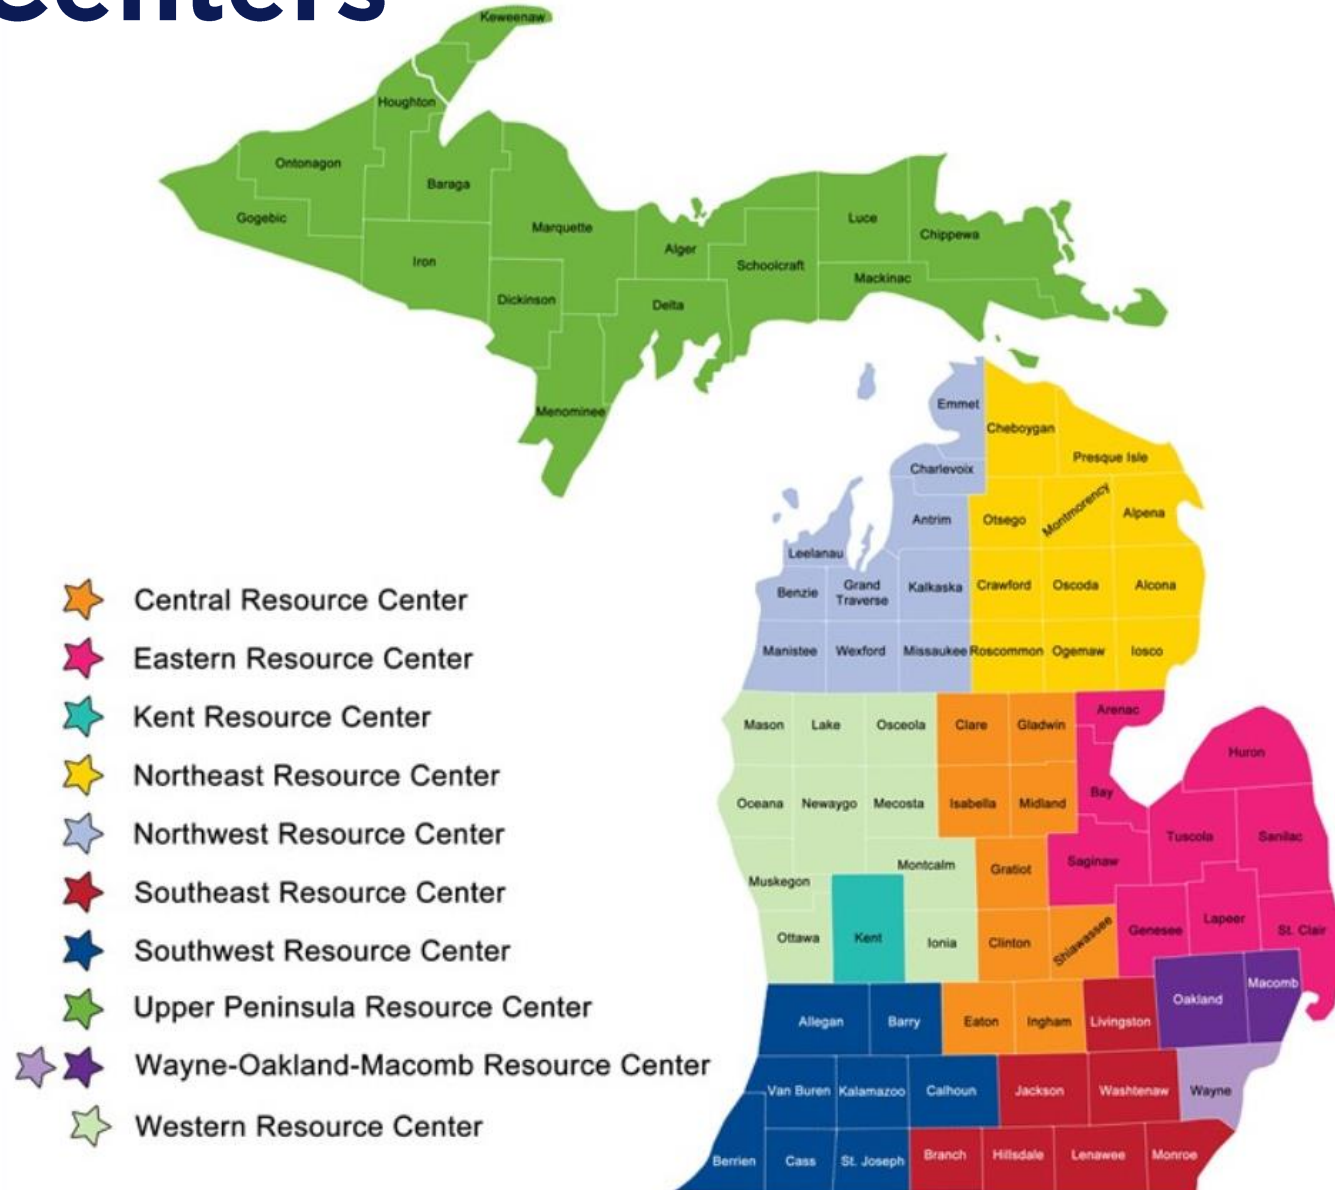 Centers
Keweenaw
Houghton
Ontonagon
Baraga
Gogebic
Marquette
Luce
Chippewa
Alger
Iron
Schoolcraft
Mackinac
Dickinson
Delta
Menominee
Emmet
Cheboygan
Presque Isle
Charlevoix
Antrim
Otsego
Montmorency
Alpena
Leelanau
Benzie
Grand
Traverse
Kalkaska
Crawford
Oscoda
Alcona
Manistee
Wexford
Missaukee
Roscommon
Ogemaw
Iosco
Central Resource Center
Eastern Resource Center
Kent Resource Center
Northeast Resource Center
Northwest Resource Center
Southeast Resource Center
Southwest Resource Center
Upper Peninsula Resource Center
Wayne-Oakland-Macomb Resource Center
Western Resource Center
Mason
Lake
Osceola
Clare
Gladwin
Arenac
Huron
Oceana
Newaygo
Mecosta
Isabella
Midland
Bay
Tuscola
Sanilac
Muskegon
Montcalm
Gratiot
Saginaw
Ottawa
Kent
Ionia
Clinton
Shiawassee
Genesee
Lapeer
St. Clair
Allegan
Barry
Eaton
Ingham
Livingston
Oakland
Macomb
Van Buren
Kalamazoo
Calhoun
Jackson
Washtenaw
Wayne
Berrien
Cass
St. Joseph
Branch
Hillsdale
Lenawee
Monroe